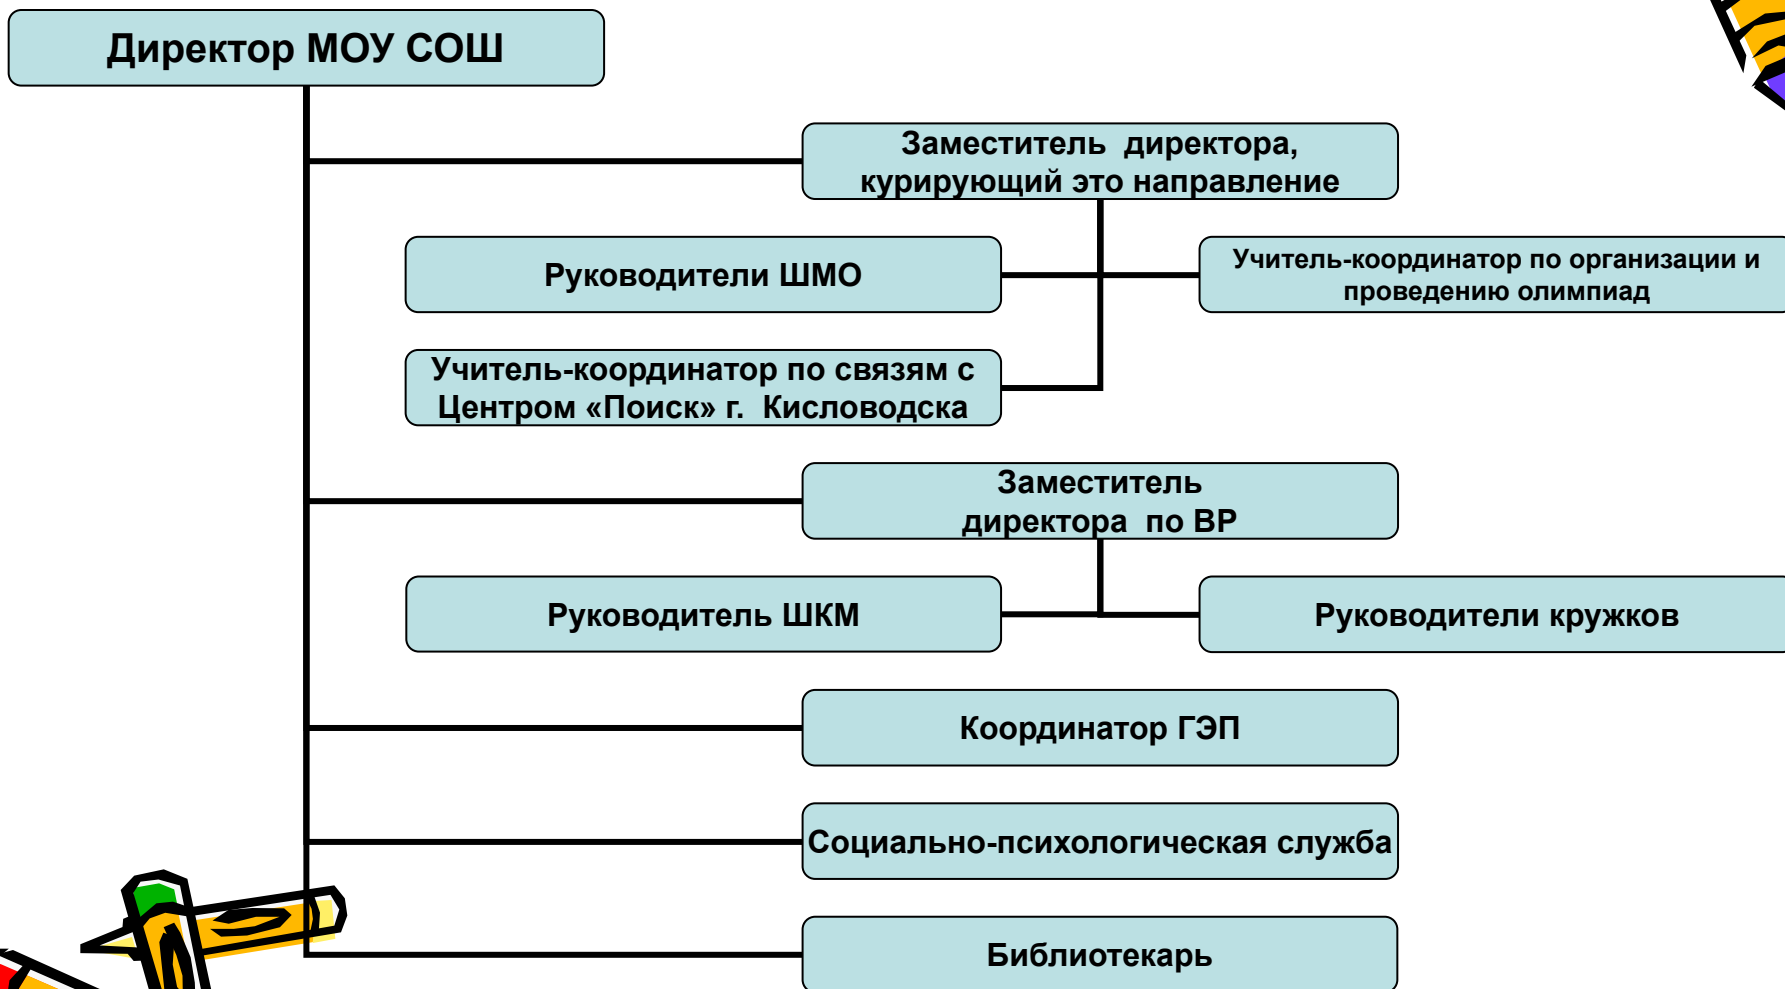 Директор МОУ СОШ
Заместитель директора,
курирующий это направление
Руководители ШМО
Учитель-координатор по организации и
проведению олимпиад
Учитель-координатор по связям с
Центром «Поиск» г. Кисловодска
Заместитель
директора по ВР
Руководитель ШКМ
Руководители кружков
Координатор ГЭП
Социально-психологическая служба
Библиотекарь